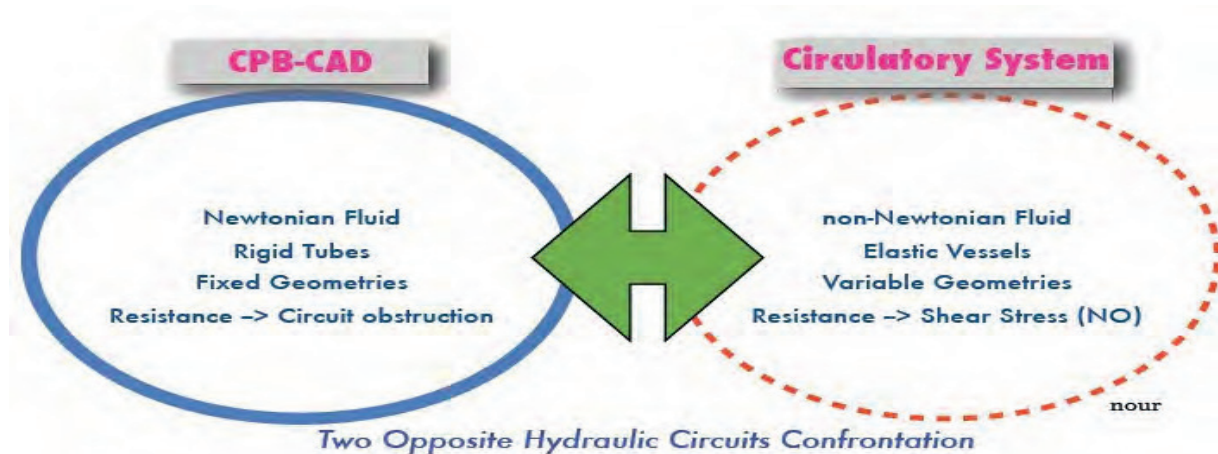 CPB-CAD
Newtonian Fluid
Rigid Tubes
Fixed Geometries
Resistance –> Circuit obstruction
Circulatory System
non-Newtonian Fluid
Elastic Vessels
Variable Geometries
Resistance –> Shear Stress (NO)
nour
Two Opposite Hydraulic Circuits Confrontation